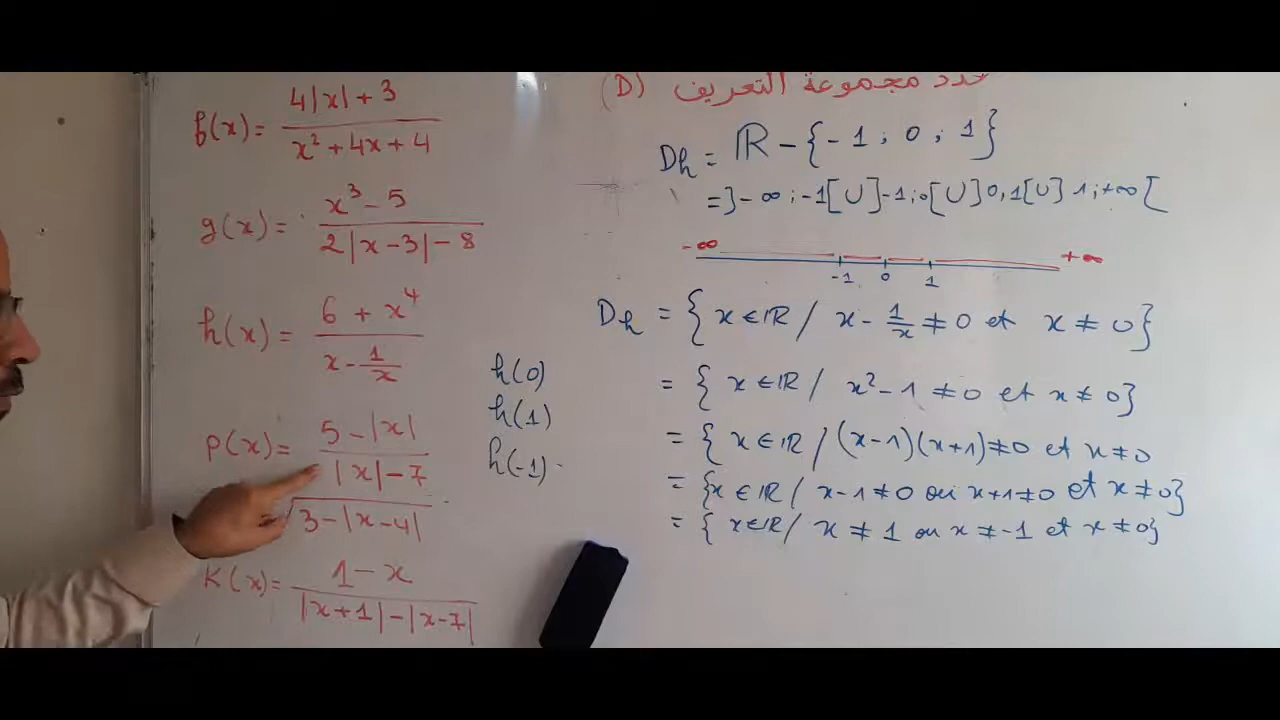 f(x) = (4|x| + 3) / (x² + 4x + 4)
g(x) = (x³ - 5) / (2|x - 3| - 8)
h(x) = (6 + x⁴) / (x - 1/x)
P(x) = (5 - |x|) / (|x| - 7)
√3 - |x - 4|
K(x) = (1 - x) / (|x + 1| - |x - 7|)
h(0)
h(1)
h(-1)
مجموعة التعريف (D)
Dh = ℝ - {-1 ; 0 ; 1}
= ]-∞ ; -1[ ∪ ]-1 ; 0[ ∪ ]0, 1[ ∪ ] 1 ; +∞ [
-∞ +∞
-1 0 1
Dh = { x ∈ ℝ / x - 1/x ≠ 0 et x ≠ 0}
= { x ∈ ℝ / x² - 1 ≠ 0 et x ≠ 0}
= { x ∈ ℝ / (x-1)(x+1) ≠ 0 et x ≠ 0
= {x ∈ ℝ / x-1 ≠ 0 ou x+1 ≠ 0 et x ≠ 0}
= { x ∈ ℝ / x ≠ 1 ou x ≠ -1 et x ≠ 0}